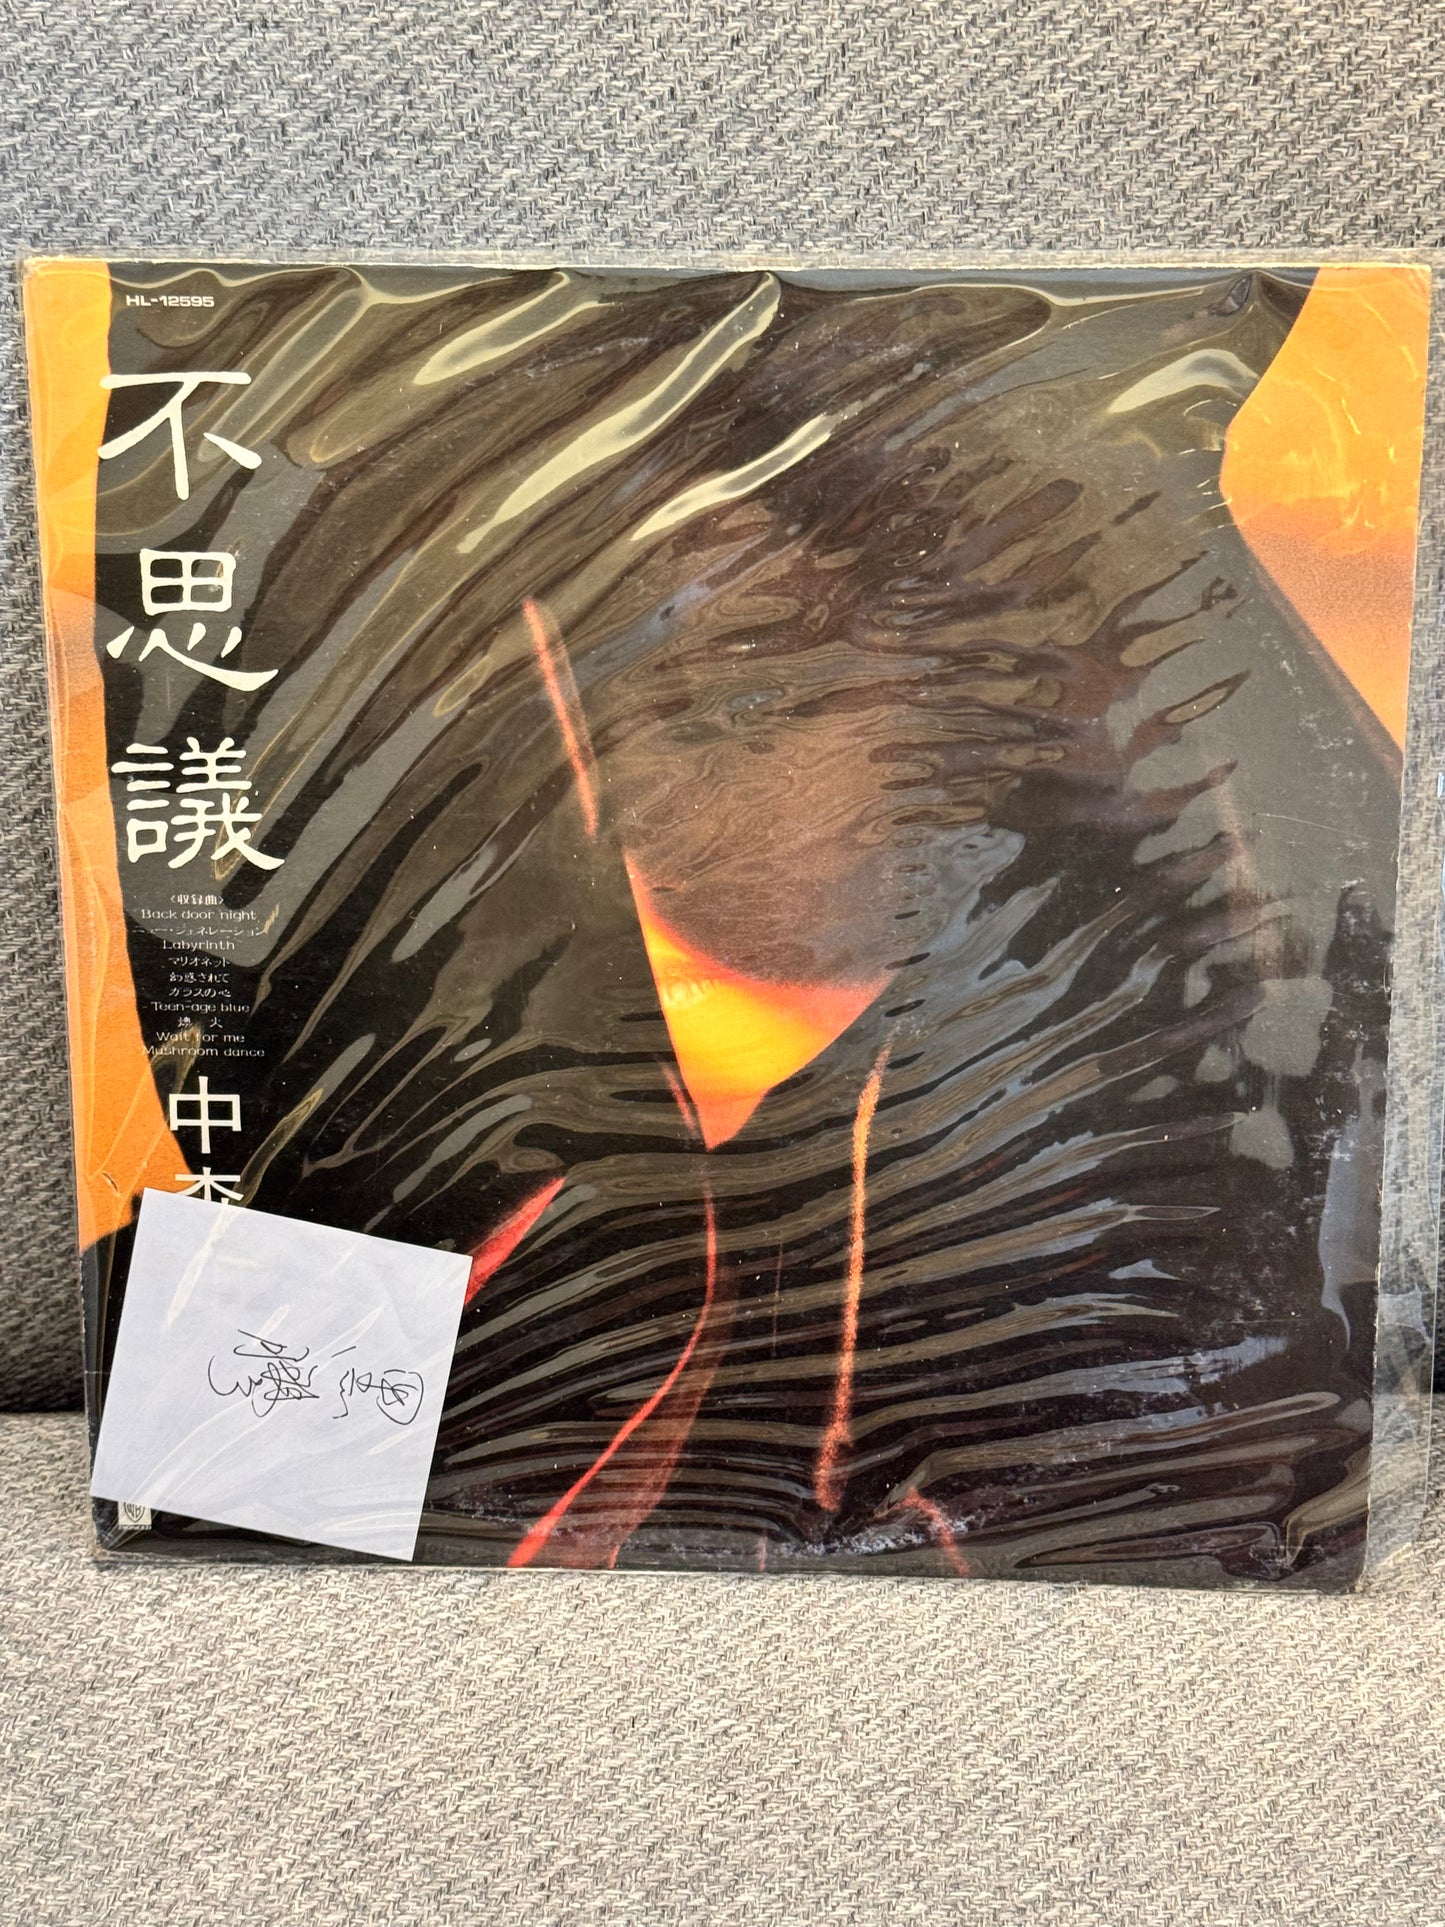 HL-12595
不思議
〈収録曲〉
Back door night
ニュー・ジェネレーション
Labyrinth
マリオネット
幻惑されて
ガラスの心
Teen-age blue
燠火
Wait for me
Mushroom dance
中森